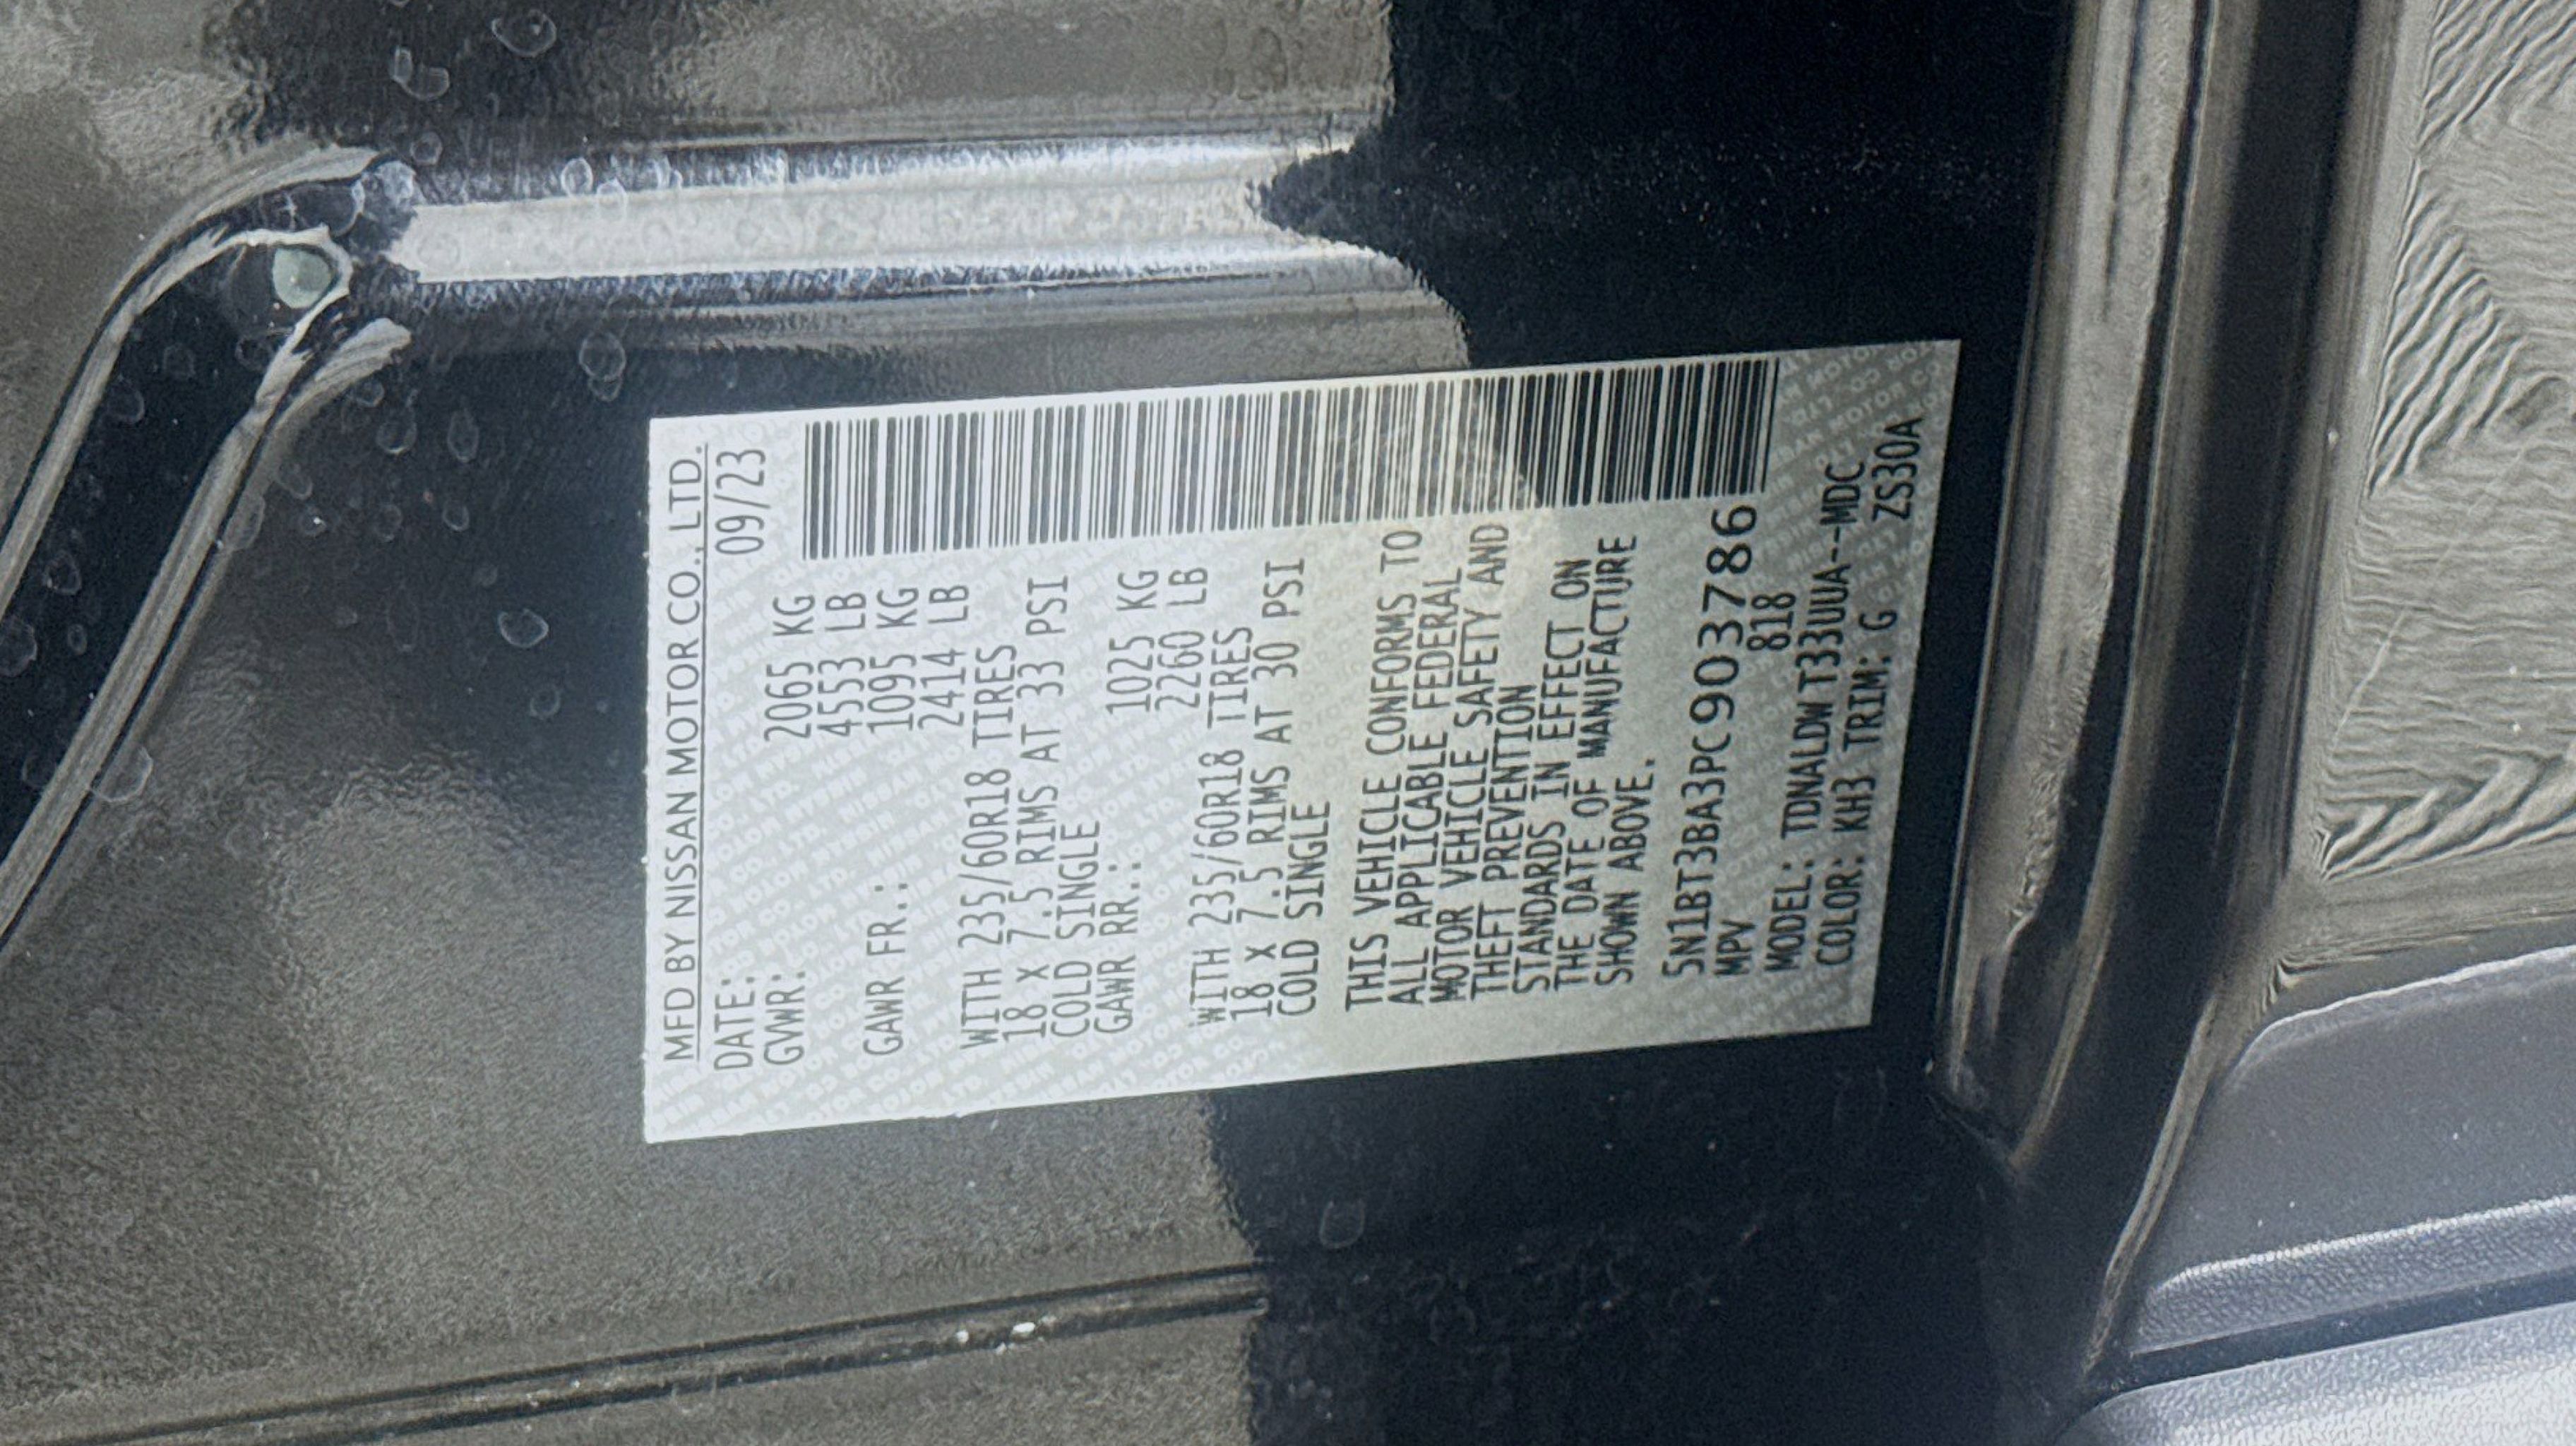 MFD BY NISSAN MOTOR CO., LTD.
DATE: 09/23
GVWR: 2065 KG
4553 LB
GAWR FR.: 1095 KG
2414 LB
WITH 235/60R18 TIRES
18 X 7.5 RIMS AT 33 PSI
COLD SINGLE
GAWR RR.: 1025 KG
2260 LB
WITH 235/60R18 TIRES
18 X 7.5 RIMS AT 30 PSI
COLD SINGLE
THIS VEHICLE CONFORMS TO
ALL APPLICABLE FEDERAL
MOTOR VEHICLE SAFETY AND
THEFT PREVENTION
STANDARDS IN EFFECT ON
THE DATE OF MANUFACTURE
SHOWN ABOVE.
5N1BT3BA3PC903786
MPV 818
MODEL: TDNALDW T33UUA--MDC
COLOR: KH3 TRIM: G ZS30A